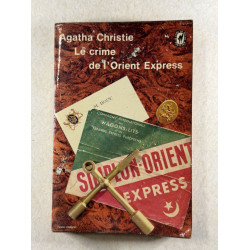 Agatha Christie
Le crime
de l'Orient Express
WAGONS-LITS
SIMPLON-ORIENT
EXPRESS